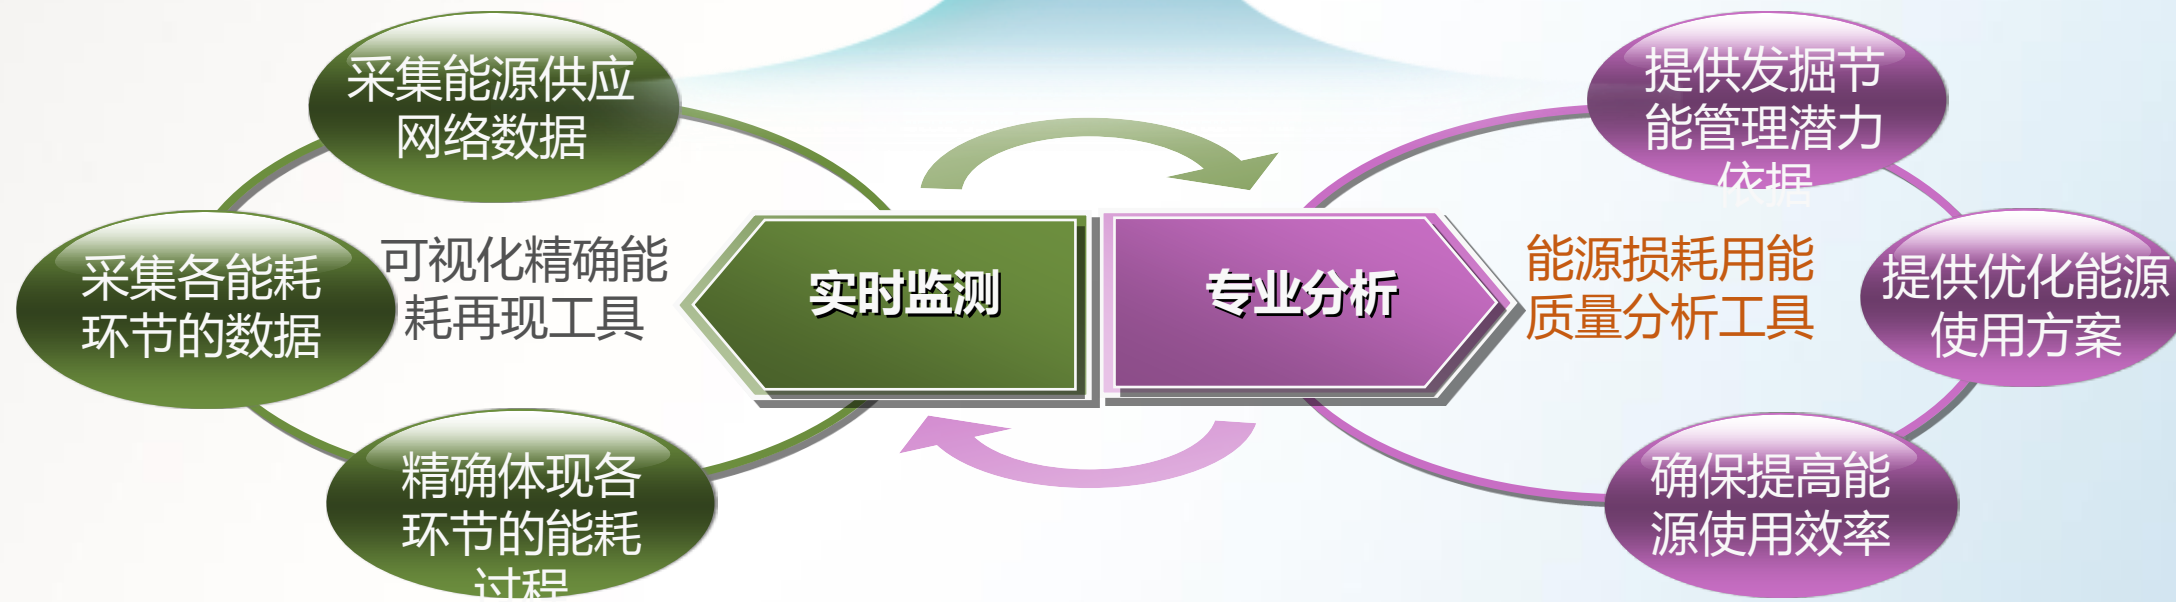 采集能源供应
网络数据
采集各能耗
环节的数据
精确体现各
环节的能耗
过程
可视化精确能
耗再现工具
实时监测
专业分析
能源损耗用能
质量分析工具
提供发掘节
能管理潜力
依据
提供优化能源
使用方案
确保提高能
源使用效率